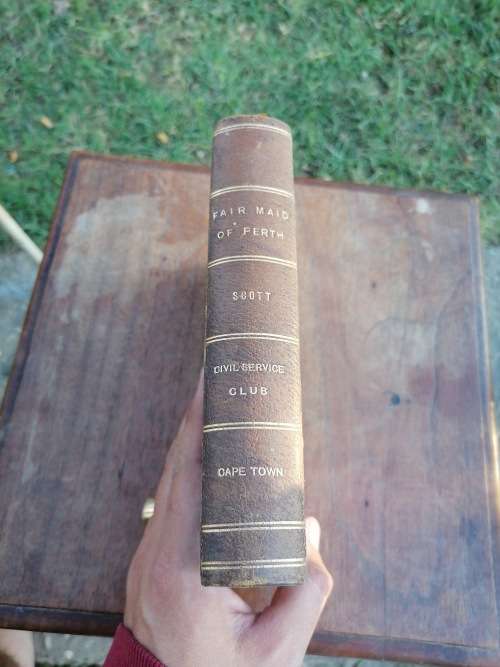 FAIR MAID
OF PERTH
SCOTT
CIVIL SERVICE
CLUB
CAPE TOWN